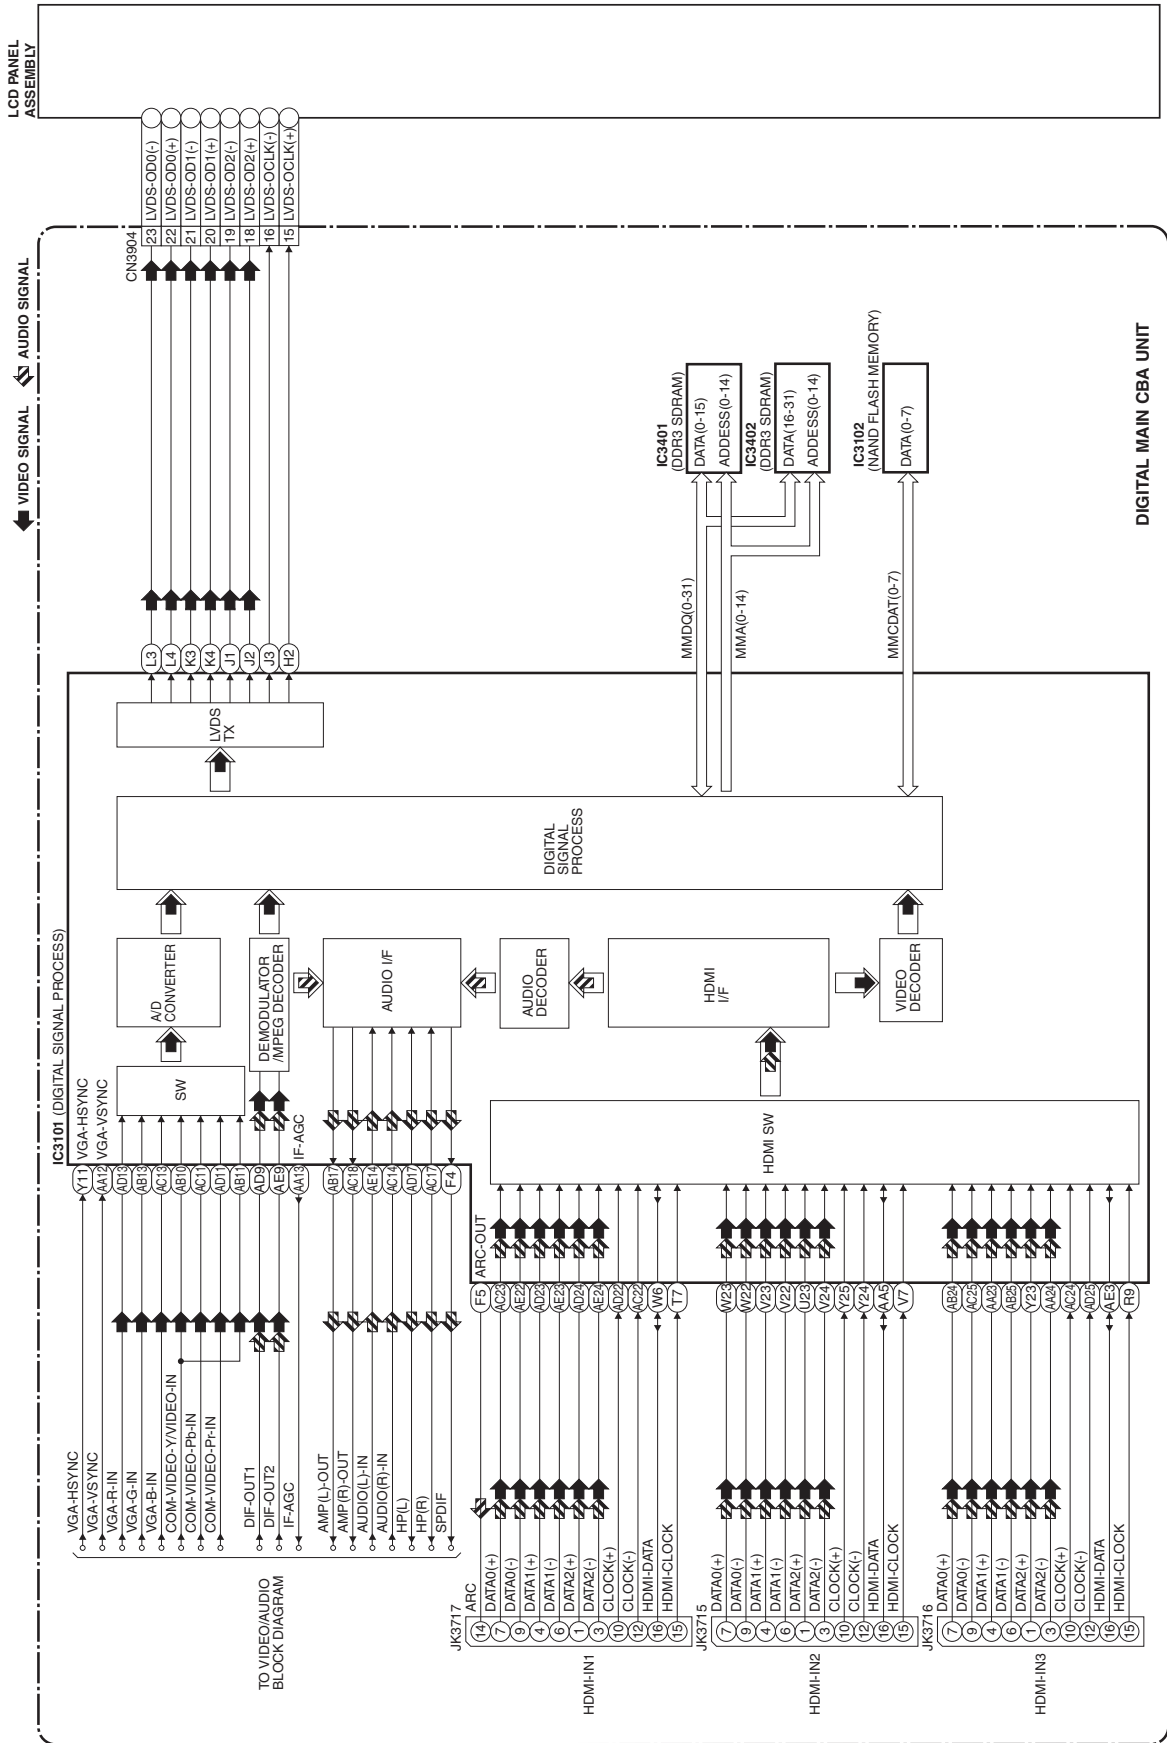 LCD PANEL
ASSEMBLY
VIDEO SIGNAL
AUDIO SIGNAL
CN3904
23 LVDS-OD0(-)
22 LVDS-OD0(+)
21 LVDS-OD1(-)
20 LVDS-OD1(+)
19 LVDS-OD2(-)
18 LVDS-OD2(+)
16 LVDS-OCLK(-)
15 LVDS-OCLK(+)
L3
L4
K3
K4
J1
J2
J3
H2
LVDS
TX
DIGITAL
SIGNAL
PROCESS
IC3401
(DDR3 SDRAM)
DATA(0-15)
ADDESS(0-14)
IC3402
(DDR3 SDRAM)
DATA(16-31)
ADDRESS(0-14)
IC3102
(NAND FLASH MEMORY)
DATA(0-7)
MMDQ(0-31)
MMA(0-14)
MMCDAT(0-7)
DIGITAL MAIN CBA UNIT
IC3101 (DIGITAL SIGNAL PROCESS)
A/D
CONVERTER
DEMODULATOR
/MPEG DECODER
AUDIO I/F
AUDIO
DECODER
HDMI
I/F
VIDEO
DECODER
SW
HDMI SW
VGA-HSYNC
VGA-VSYNC
IF-AGC
ARC-OUT
Y11
AA12
AD13
AB13
AC13
AB10
AC11
AD11
AB11
AD9
AE9
AA13
AB17
AC18
AE14
AC14
AD17
AC17
F4
F5
AC23
AE22
AD23
AE23
AD24
AE24
AD22
AC22
W6
T7
W23
W22
V23
V22
U23
V24
Y25
Y24
AA5
V7
AB24
AC25
AA23
AB25
Y23
AA24
AC24
AD25
AE3
R9
VGA-HSYNC
VGA-VSYNC
VGA-R-IN
VGA-G-IN
VGA-B-IN
COM-VIDEO-Y/VIDEO-IN
COM-VIDEO-Pb-IN
COM-VIDEO-Pr-IN
DIF-OUT1
DIF-OUT2
IF-AGC
AMP(L)-OUT
AMP(R)-OUT
AUDIO(L)-IN
AUDIO(R)-IN
HP(L)
HP(R)
SPDIF
TO VIDEO/AUDIO
BLOCK DIAGRAM
JK3717
14 ARC
7 DATA0(+)
9 DATA0(-)
4 DATA1(+)
6 DATA1(-)
1 DATA2(+)
3 DATA2(-)
10 CLOCK(+)
12 CLOCK(-)
16 HDMI-DATA
15 HDMI-CLOCK
HDMI-IN1
JK3715
7 DATA0(+)
9 DATA0(-)
4 DATA1(+)
6 DATA1(-)
1 DATA2(+)
3 DATA2(-)
10 CLOCK(+)
12 CLOCK(-)
16 HDMI-DATA
15 HDMI-CLOCK
HDMI-IN2
JK3716
7 DATA0(+)
9 DATA0(-)
4 DATA1(+)
6 DATA1(-)
1 DATA2(+)
3 DATA2(-)
10 CLOCK(+)
12 CLOCK(-)
16 HDMI-DATA
15 HDMI-CLOCK
HDMI-IN3